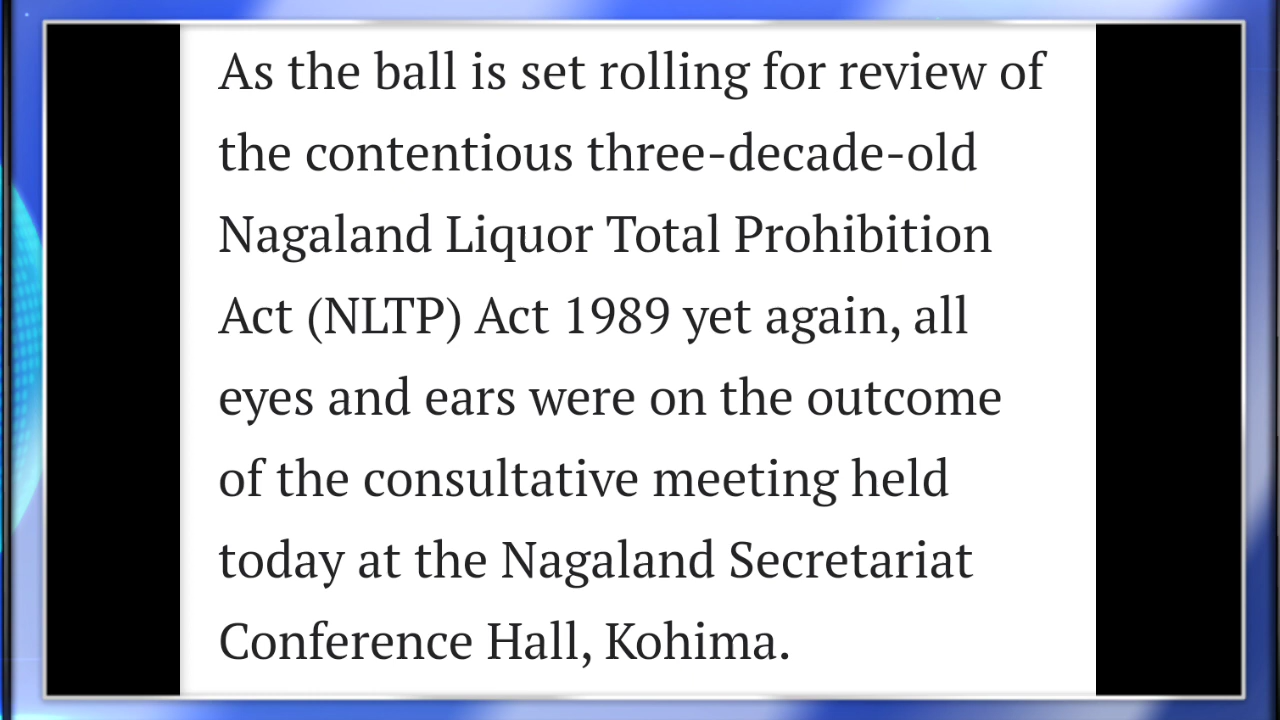 As the ball is set rolling for review of
the contentious three-decade-old
Nagaland Liquor Total Prohibition
Act (NLTP) Act 1989 yet again, all
eyes and ears were on the outcome
of the consultative meeting held
today at the Nagaland Secretariat
Conference Hall, Kohima.